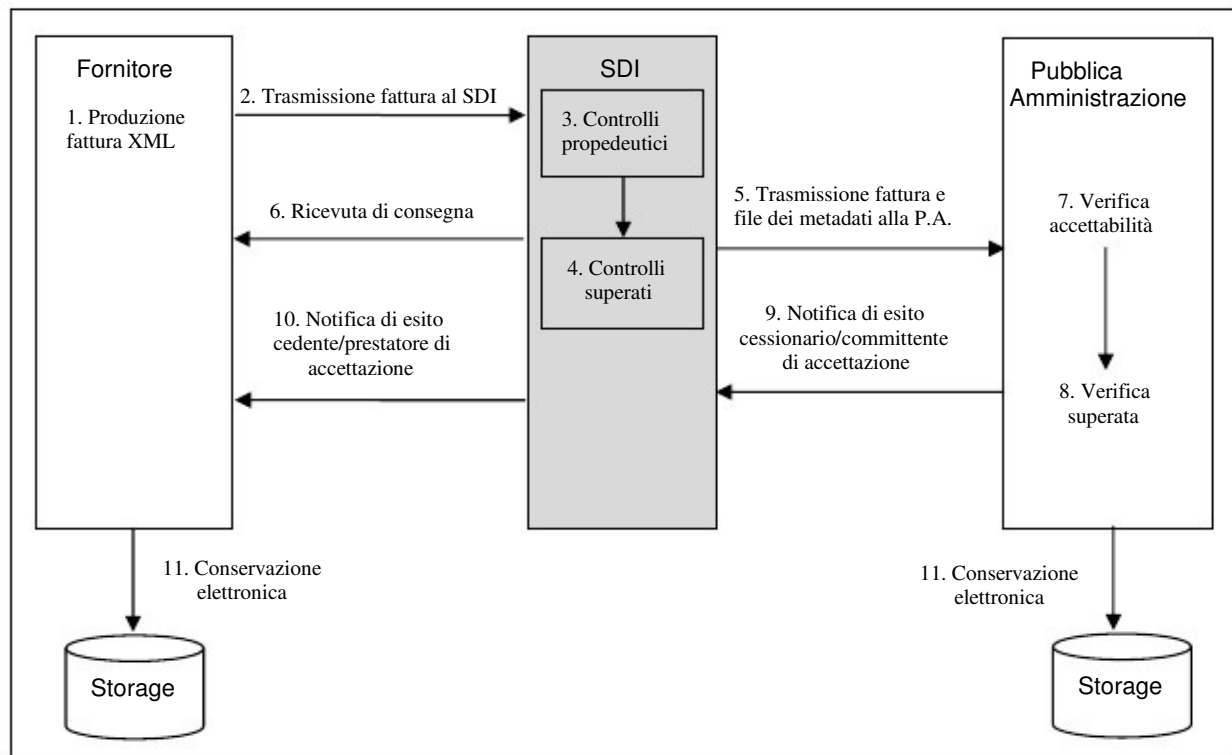 Fornitore
1. Produzione
fattura XML
2. Trasmissione fattura al SDI
SDI
3. Controlli
propedeutici
4. Controlli
superati
5. Trasmissione fattura e
file dei metadati alla P.A.
6. Ricevuta di consegna
Pubblica
Amministrazione
7. Verifica
accettabilità
8. Verifica
superata
9. Notifica di esito
cessionario/committente
di accettazione
10. Notifica di esito
cedente/prestatore di
accettazione
11. Conservazione
elettronica
Storage
11. Conservazione
elettronica
Storage